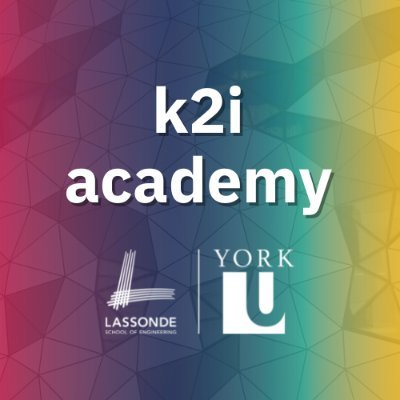 k2i
academy
LASSONDE
SCHOOL OF ENGINEERING
YORK
U